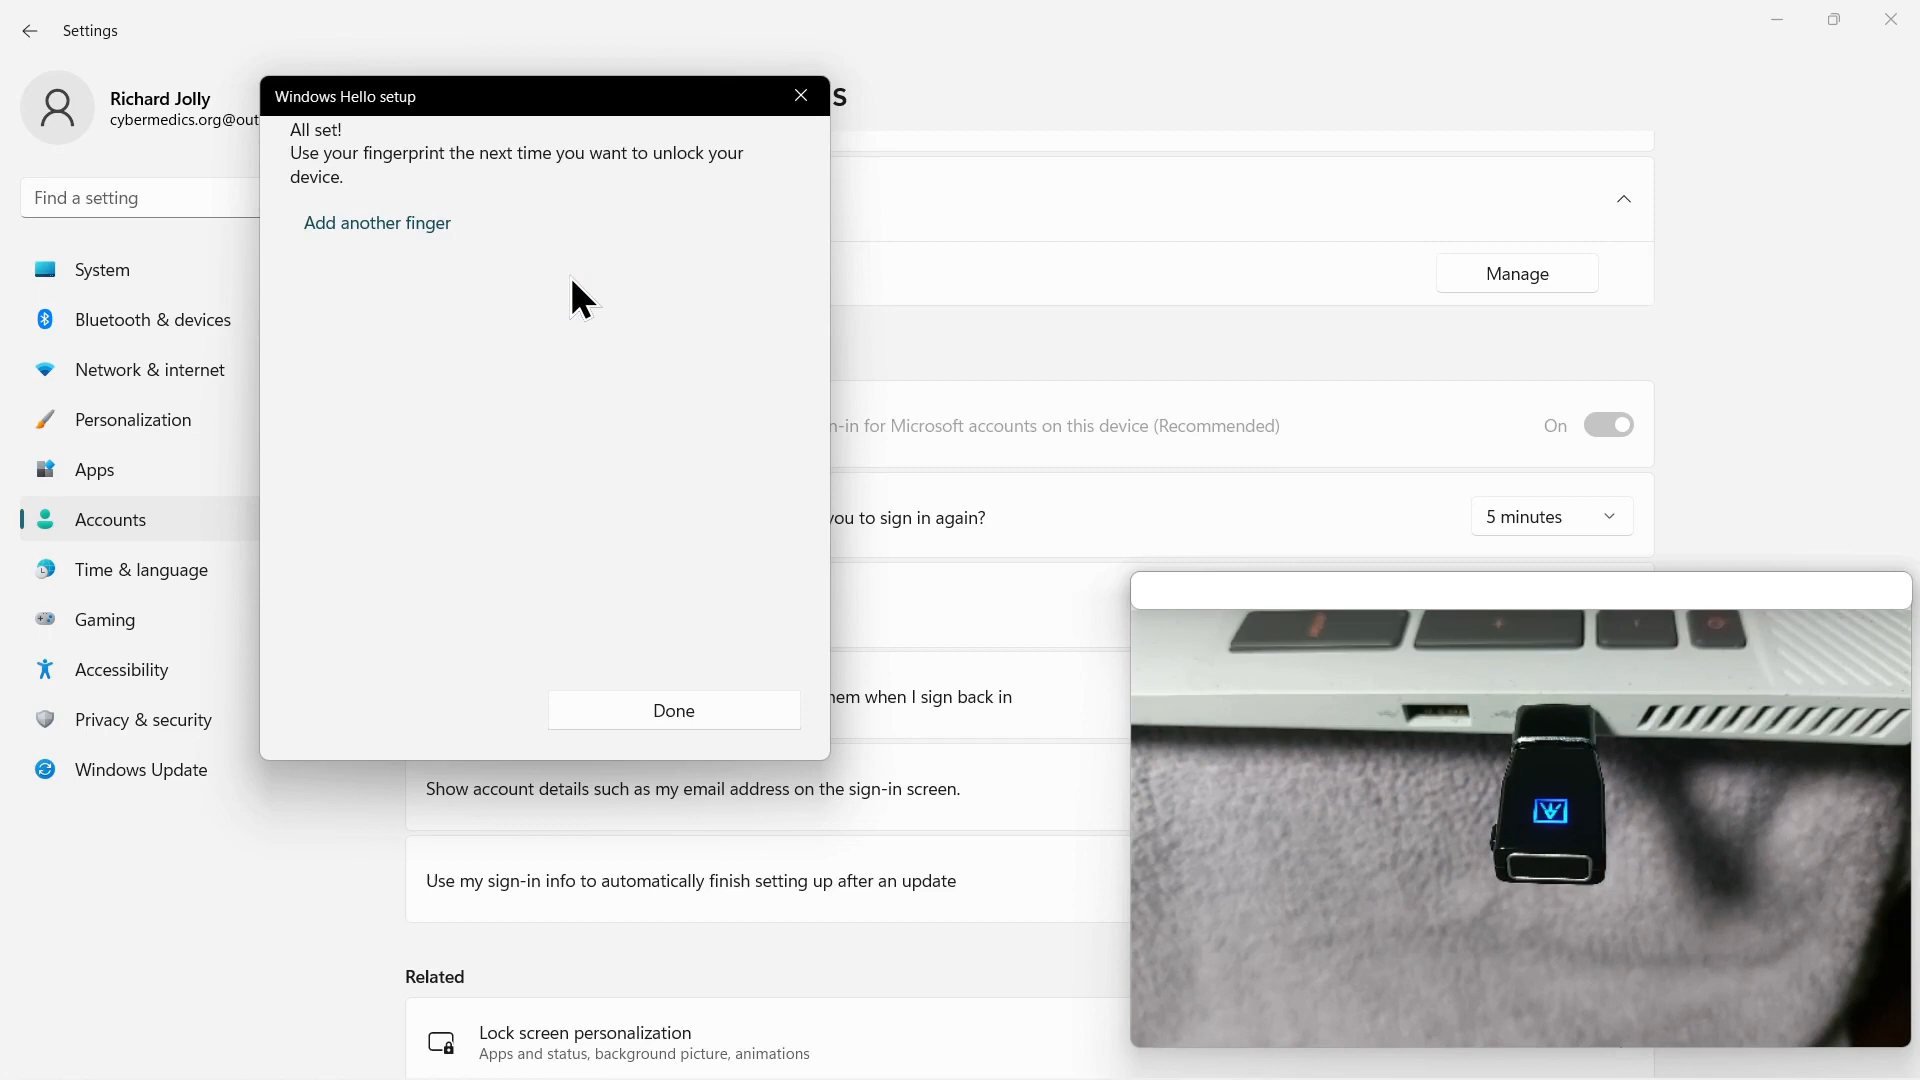 Settings
Richard Jolly
cybermedics.org@out
Find a setting
System
Bluetooth & devices
Network & internet
Personalization
Apps
Accounts
Time & language
Gaming
Accessibility
Privacy & security
Windows Update
Windows Hello setup
All set!
Use your fingerprint the next time you want to unlock your
device.
Add another finger
Done
s
Manage
n-in for Microsoft accounts on this device (Recommended)
On
you to sign in again?
5 minutes
hem when I sign back in
Show account details such as my email address on the sign-in screen.
Use my sign-in info to automatically finish setting up after an update
Related
Lock screen personalization
Apps and status, background picture, animations